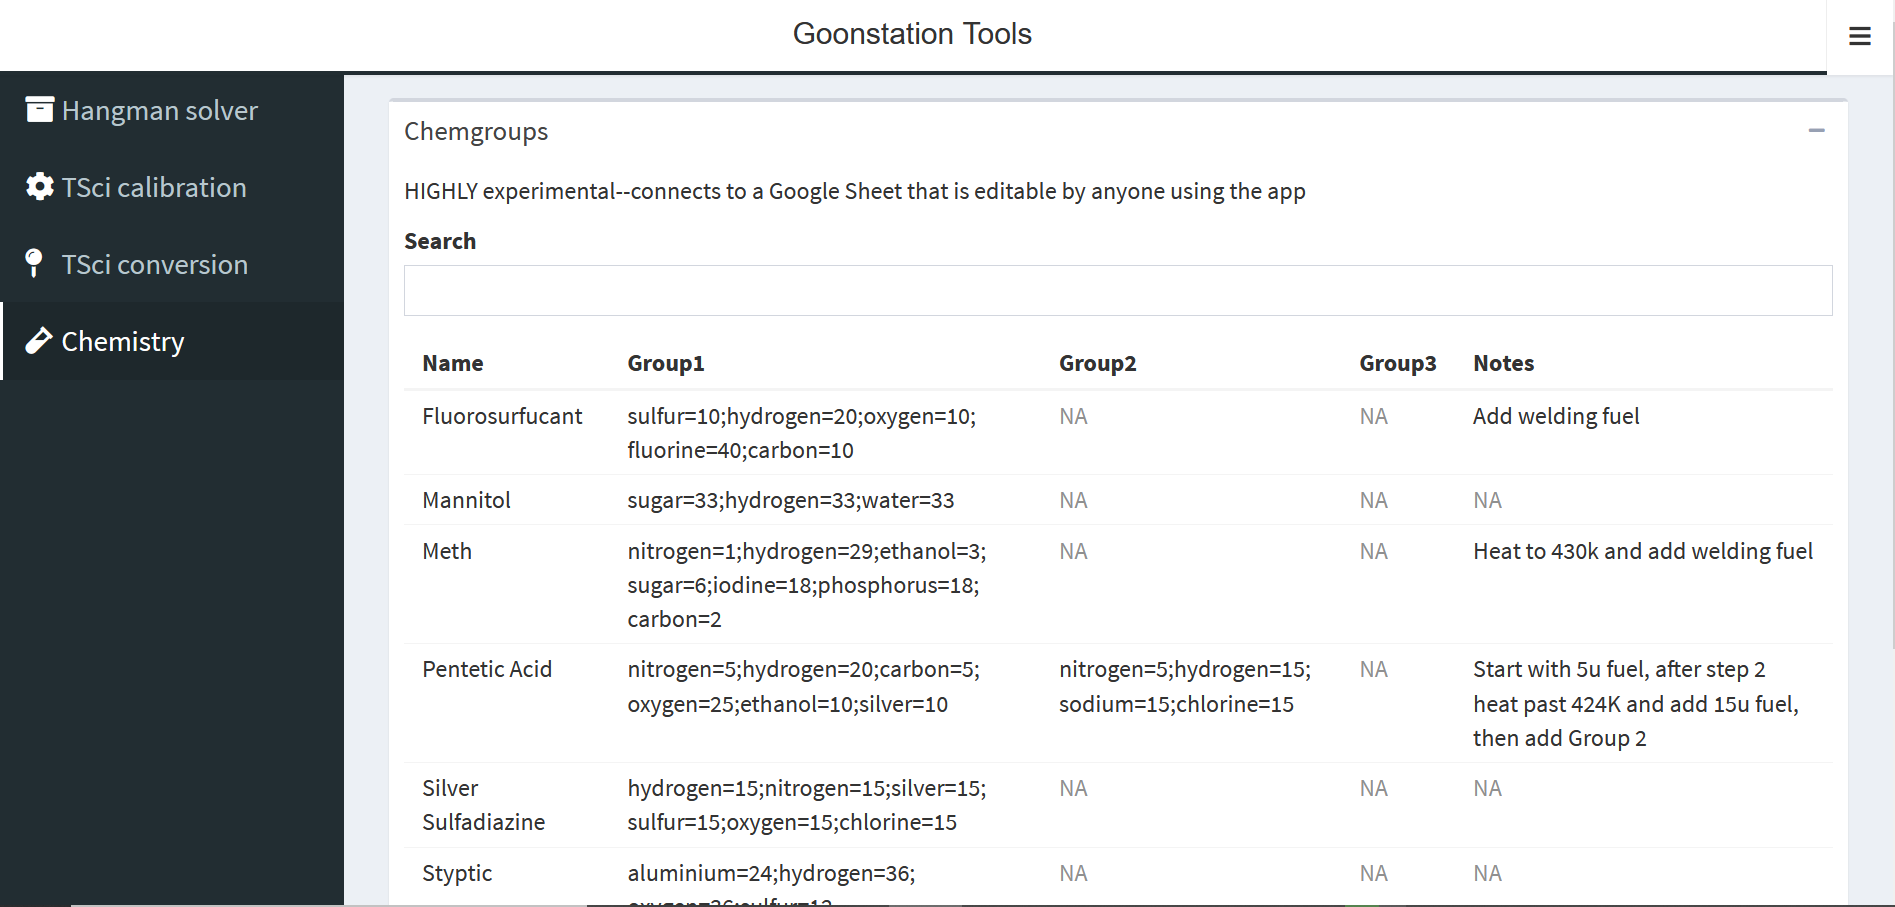 Goonstation Tools
Hangman solver
TSci calibration
TSci conversion
Chemistry
Chemgroups
HIGHLY experimental--connects to a Google Sheet that is editable by anyone using the app
Search
Name Group1 Group2 Group3 Notes
Fluorosurfucant sulfur=10;hydrogen=20;oxygen=10; NA NA Add welding fuel
fluorine=40;carbon=10
Mannitol sugar=33;hydrogen=33;water=33 NA NA NA
Meth nitrogen=1;hydrogen=29;ethanol=3; NA NA Heat to 430k and add welding fuel
sugar=6;iodine=18;phosphorus=18;
carbon=2
Pentetic Acid nitrogen=5;hydrogen=20;carbon=5; nitrogen=5;hydrogen=15; NA Start with 5u fuel, after step 2
oxygen=25;ethanol=10;silver=10 sodium=15;chlorine=15 heat past 424K and add 15u fuel,
then add Group 2
Silver hydrogen=15;nitrogen=15;silver=15; NA NA NA
Sulfadiazine sulfur=15;oxygen=15;chlorine=15
Styptic aluminium=24;hydrogen=36; NA NA NA